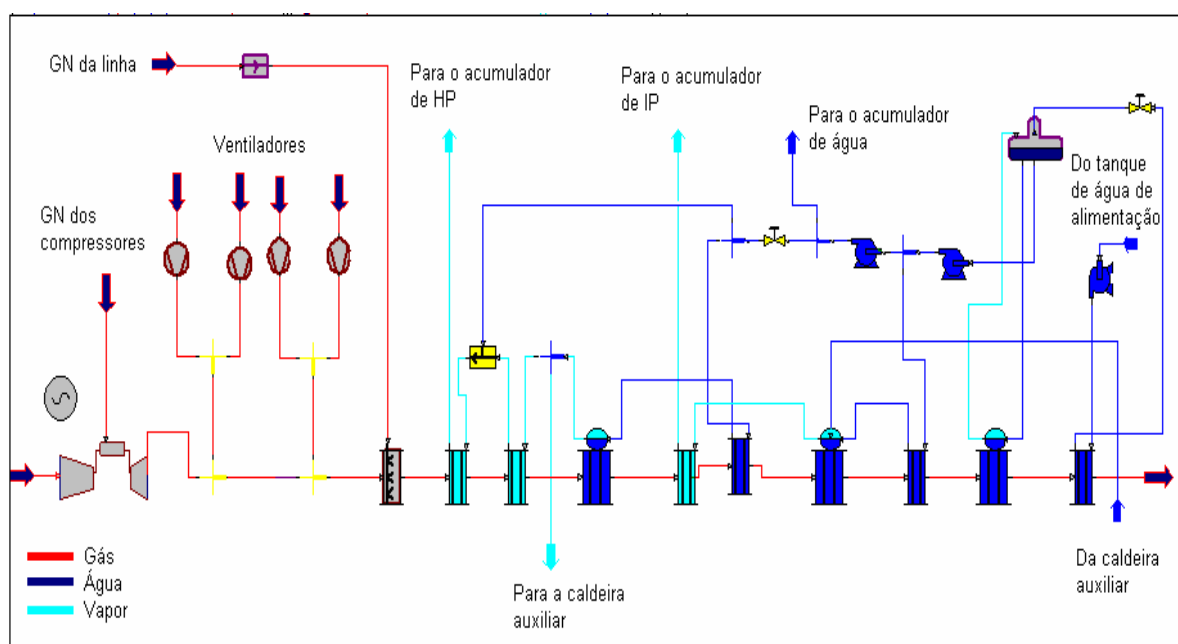 GN da linha
Para o acumulador
de HP
Para o acumulador
de IP
Para o acumulador
de água
Ventiladores
Do tanque
de água de
alimentação
GN dos
compressores
Gás
Água
Vapor
Para a caldeira
auxiliar
Da caldeira
auxiliar